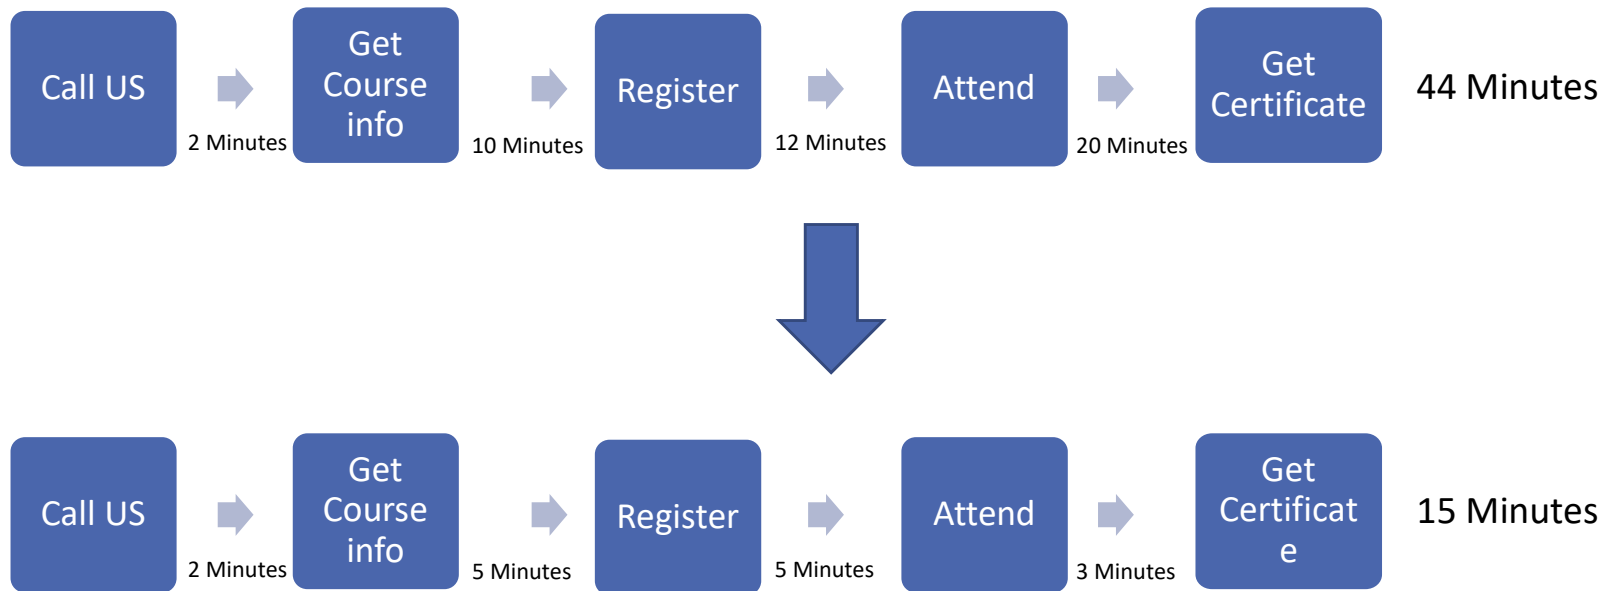 Call US
2 Minutes
Get
Course
info
10 Minutes
Register
12 Minutes
Attend
20 Minutes
Get
Certificate
44 Minutes
Call US
2 Minutes
Get
Course
info
5 Minutes
Register
5 Minutes
Attend
3 Minutes
Get
Certificat
e
15 Minutes